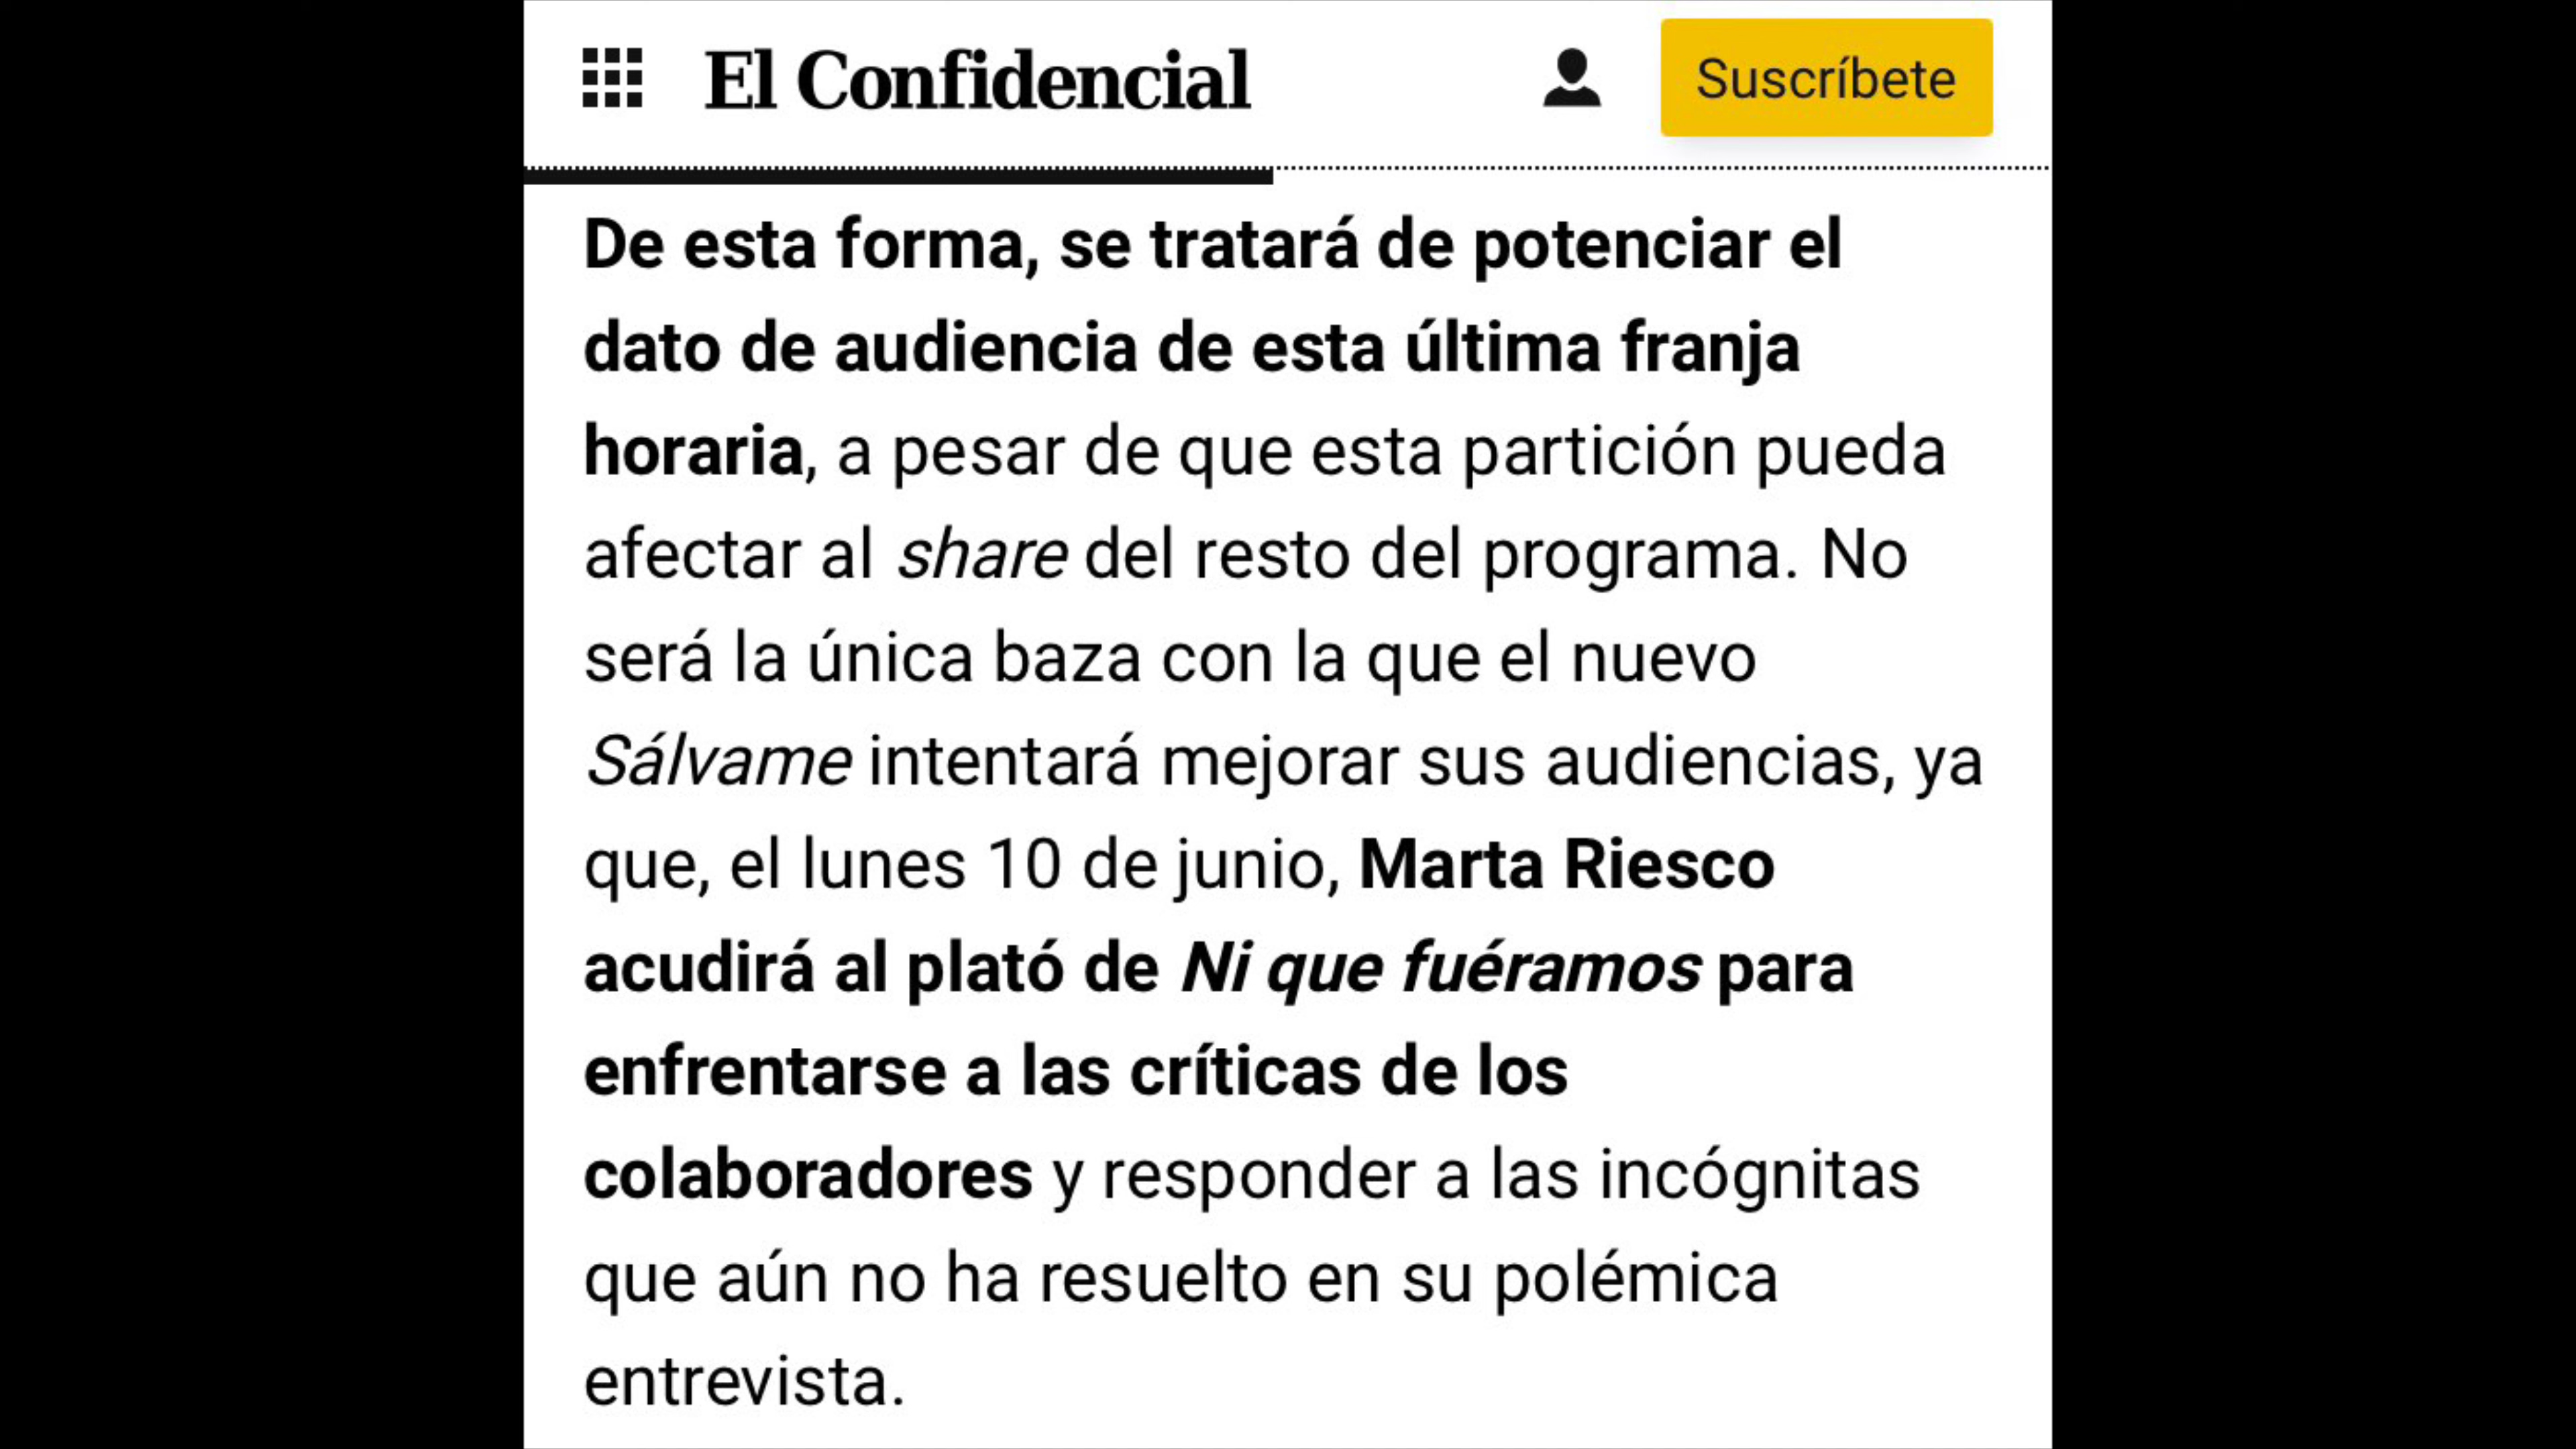 El Confidencial
Suscríbete
De esta forma, se tratará de potenciar el
dato de audiencia de esta última franja
horaria, a pesar de que esta partición pueda
afectar al share del resto del programa. No
será la única baza con la que el nuevo
Sálvame intentará mejorar sus audiencias, ya
que, el lunes 10 de junio, Marta Riesco
acudirá al plató de Ni que fuéramos para
enfrentarse a las críticas de los
colaboradores y responder a las incógnitas
que aún no ha resuelto en su polémica
entrevista.